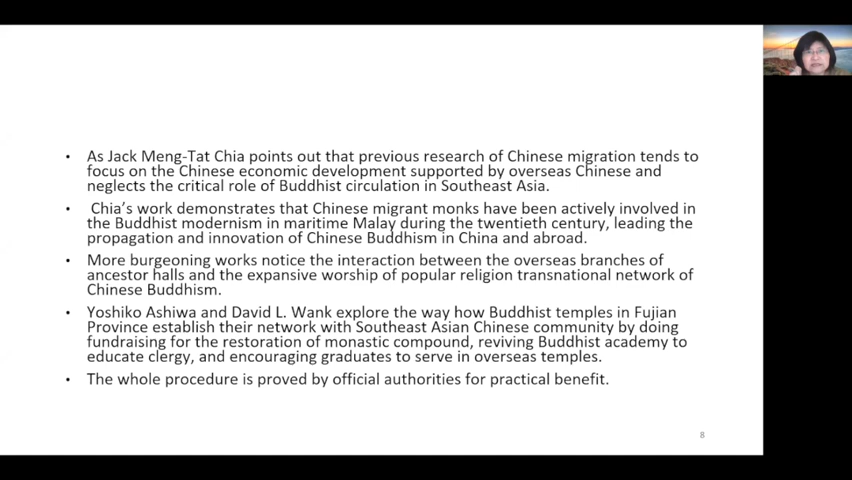 • As Jack Meng-Tat Chia points out that previous research of Chinese migration tends to
focus on the Chinese economic development supported by overseas Chinese and
neglects the critical role of Buddhist circulation in Southeast Asia.
• Chia's work demonstrates that Chinese migrant monks have been actively involved in
the Buddhist modernism in maritime Malay during the twentieth century, leading the
propagation and innovation of Chinese Buddhism in China and abroad.
• More burgeoning works notice the interaction between the overseas branches of
ancestor halls and the expansive worship of popular religion transnational network of
Chinese Buddhism.
• Yoshiko Ashiwa and David L. Wank explore the way how Buddhist temples in Fujian
Province establish their network with Southeast Asian Chinese community by doing
fundraising for the restoration of monastic compound, reviving Buddhist academy to
educate clergy, and encouraging graduates to serve in overseas temples.
• The whole procedure is proved by official authorities for practical benefit.
8